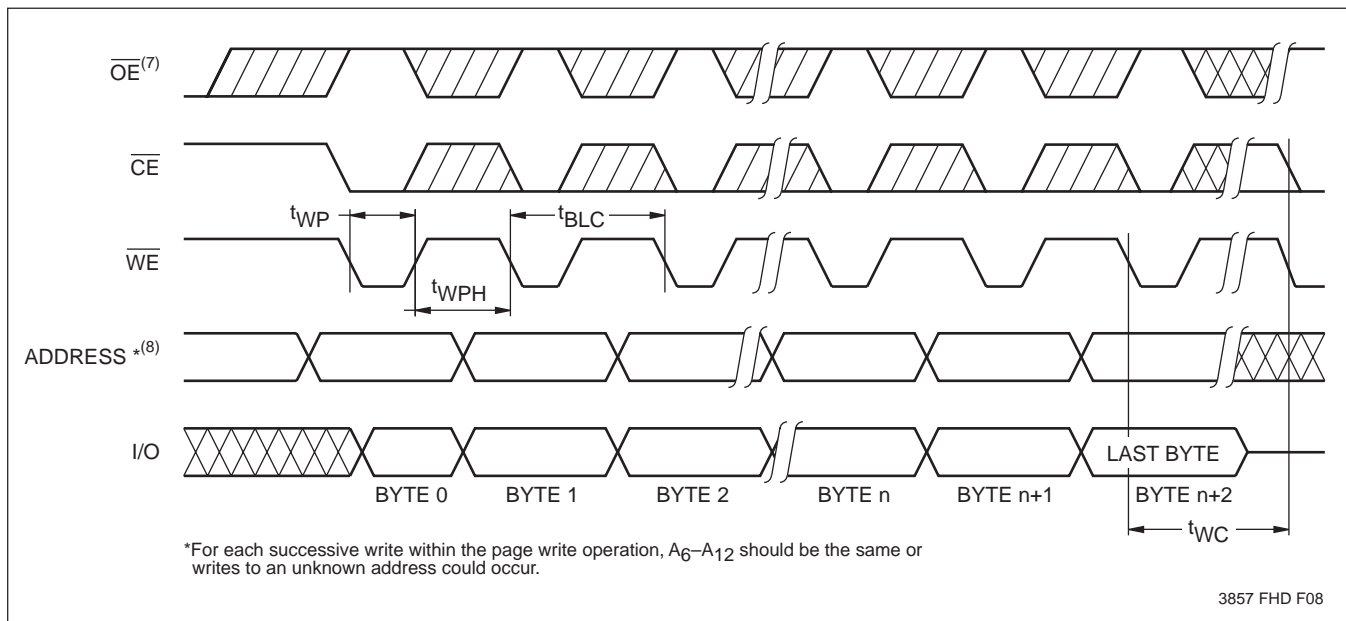 OE(7)
CE
tWP
tBLC
WE
tWPH
ADDRESS *(8)
I/O
LAST BYTE
BYTE 0 BYTE 1 BYTE 2 BYTE n BYTE n+1 BYTE n+2
tWC
*For each successive write within the page write operation, A6–A12 should be the same or
writes to an unknown address could occur.
3857 FHD F08